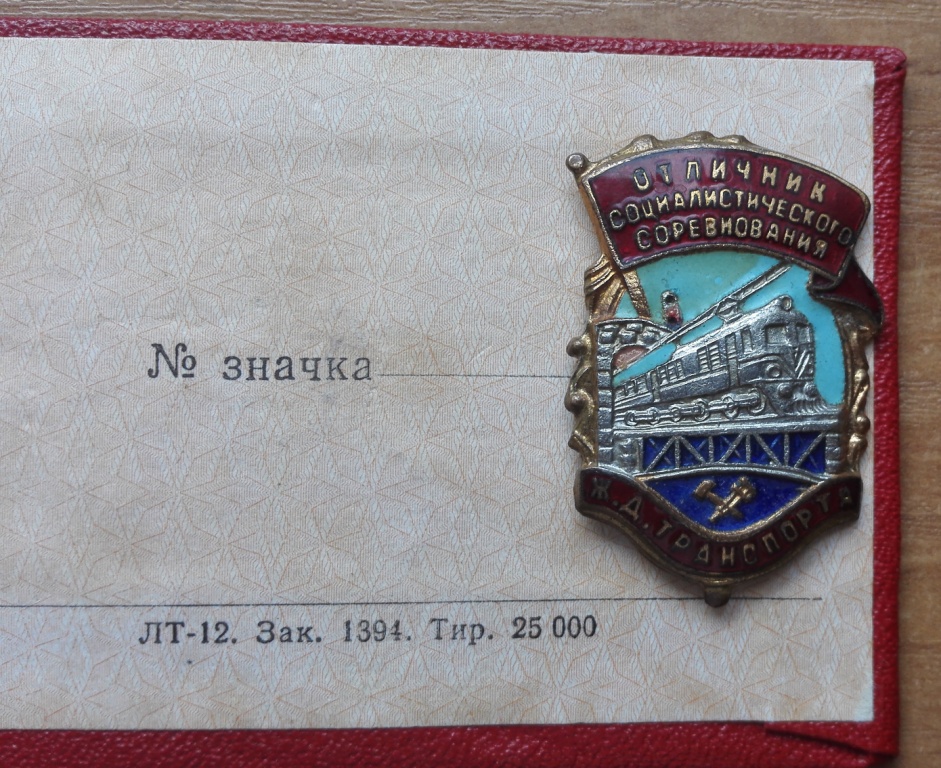 ОТЛИЧНИК
СОЦИАЛИСТИЧЕСКОГО
СОРЕВНОВАНИЯ
№ значка
Ж.Д. ТРАНСПОРТА
ЛТ-12. Зак. 1394. Тир. 25 000